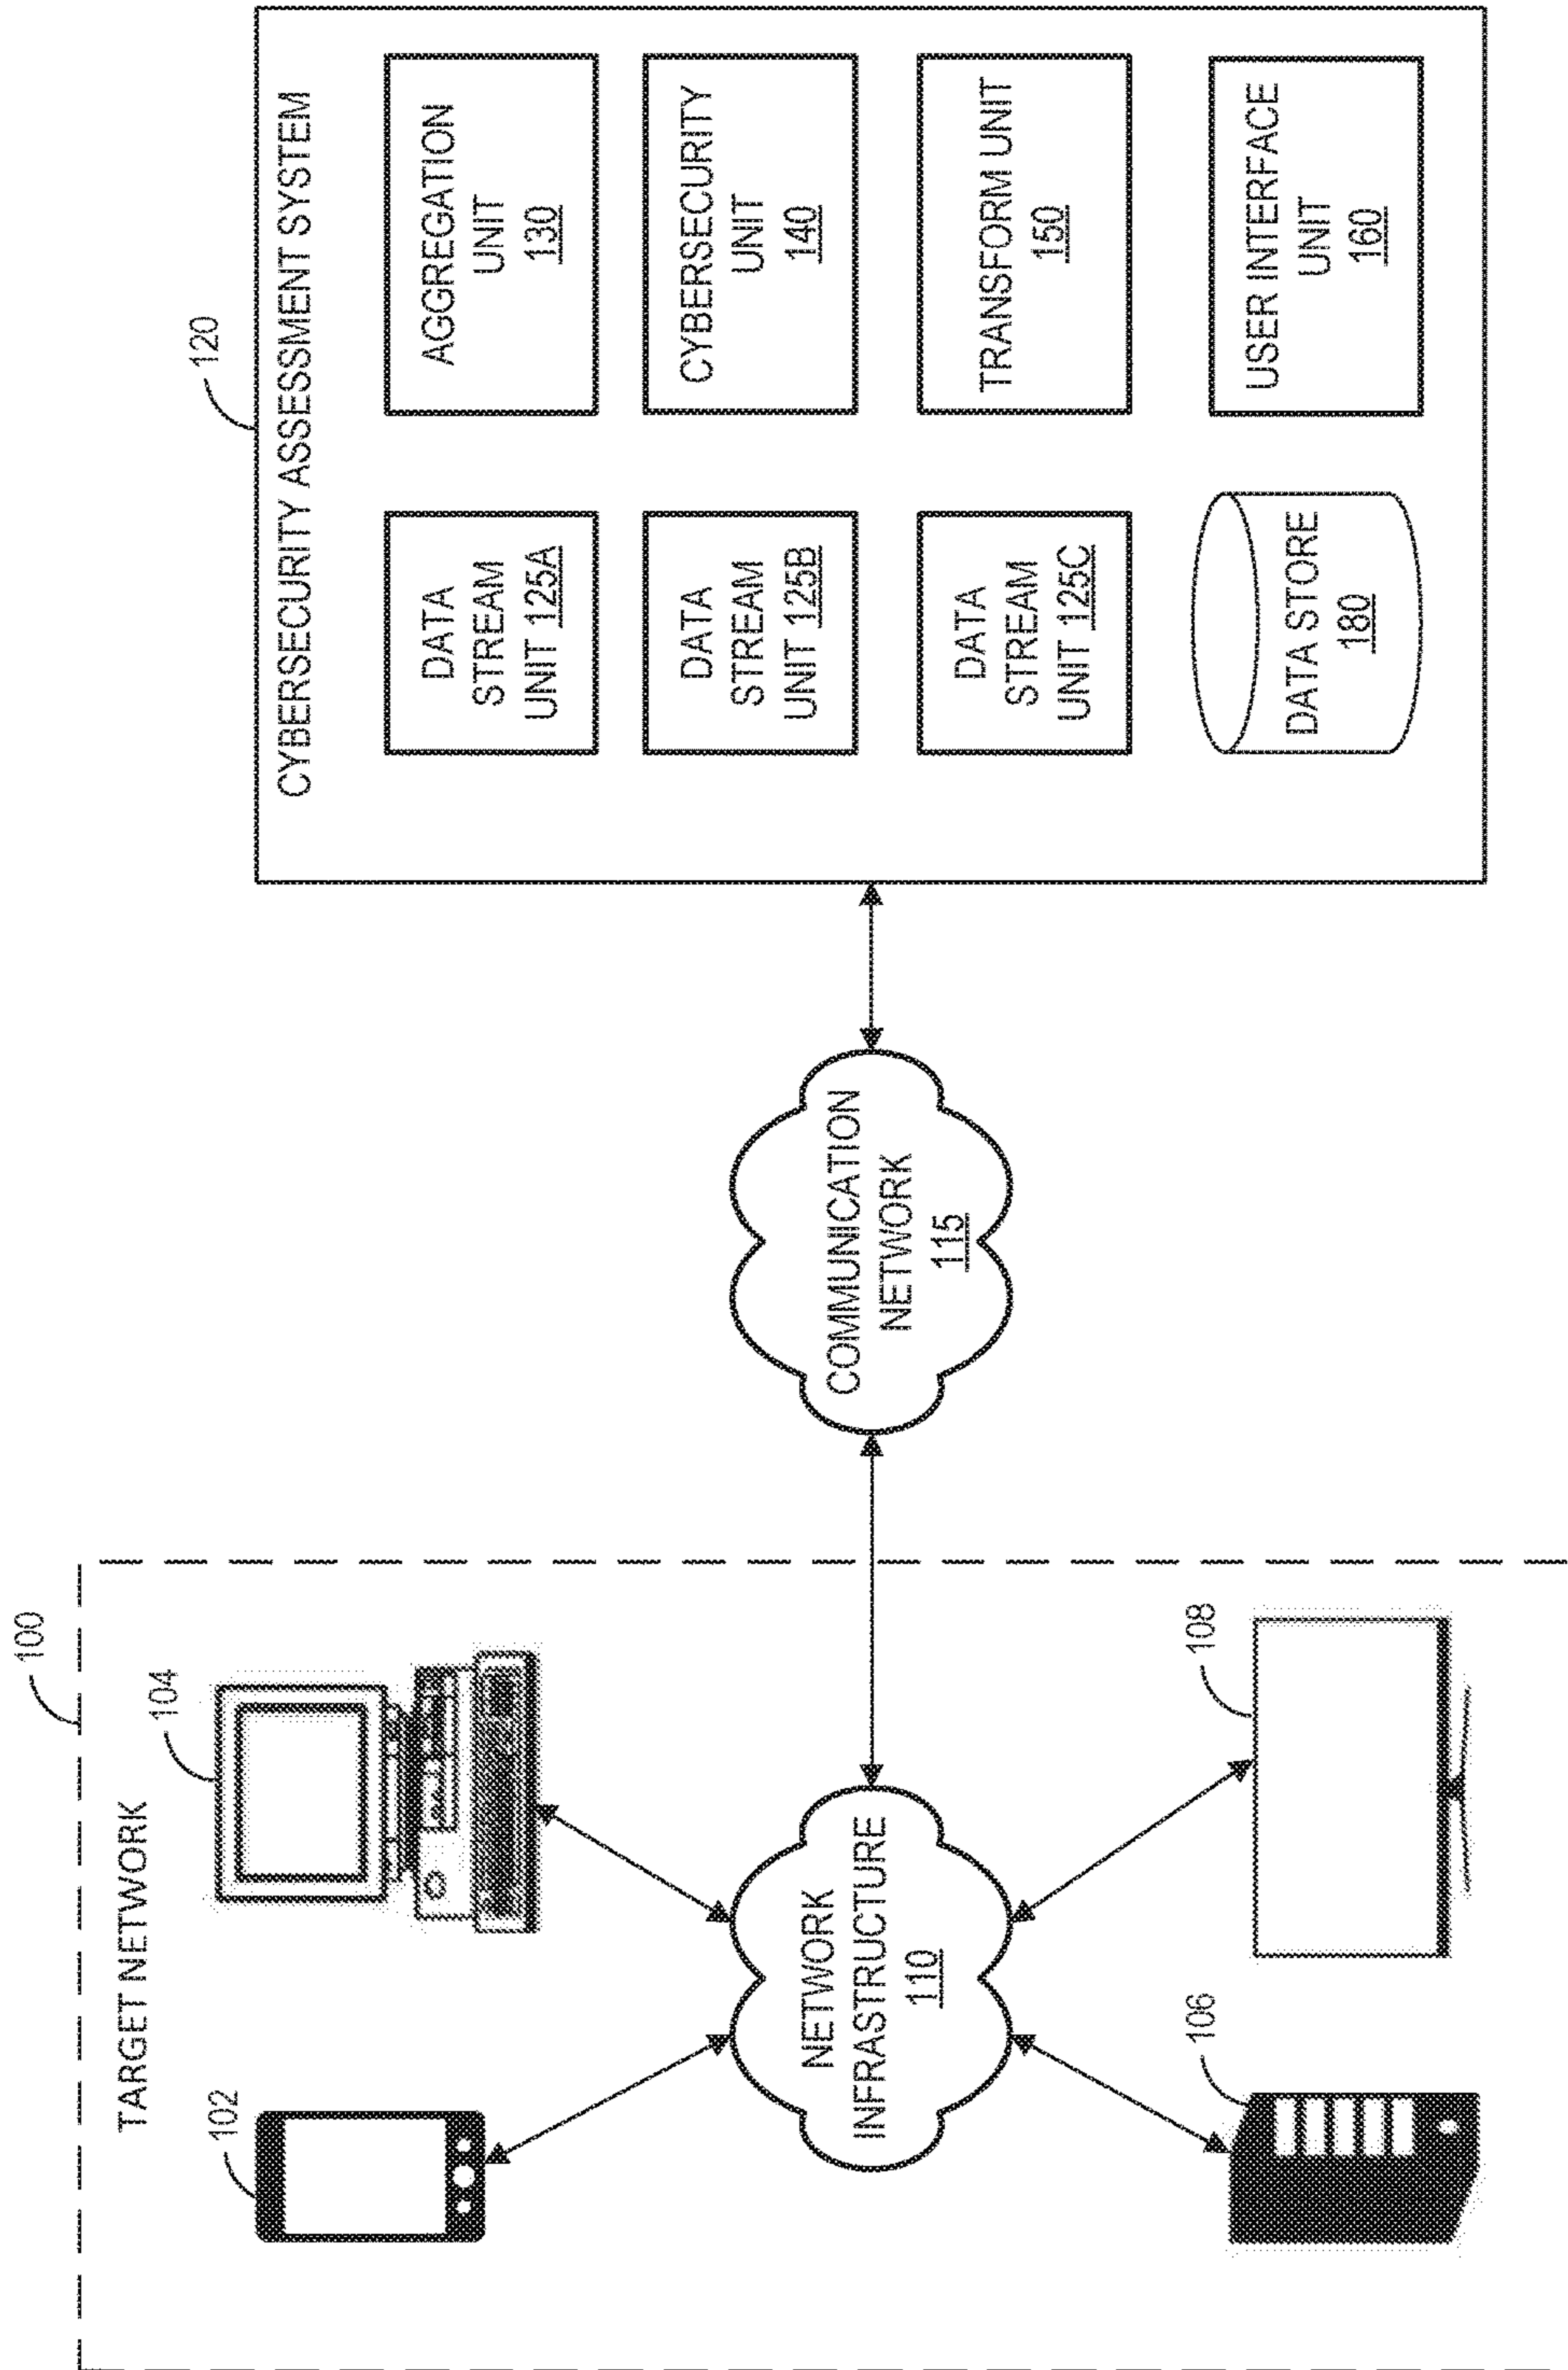 100
TARGET NETWORK
102
104
NETWORK
INFRASTRUCTURE
110
106
108
COMMUNICATION
NETWORK
115
120
CYBERSECURITY ASSESSMENT SYSTEM
DATA
STREAM
UNIT 125A
AGGREGATION
UNIT
130
DATA
STREAM
UNIT 125B
CYBERSECURITY
UNIT
140
DATA
STREAM
UNIT 125C
TRANSFORM UNIT
150
DATA STORE
180
USER INTERFACE
UNIT
160